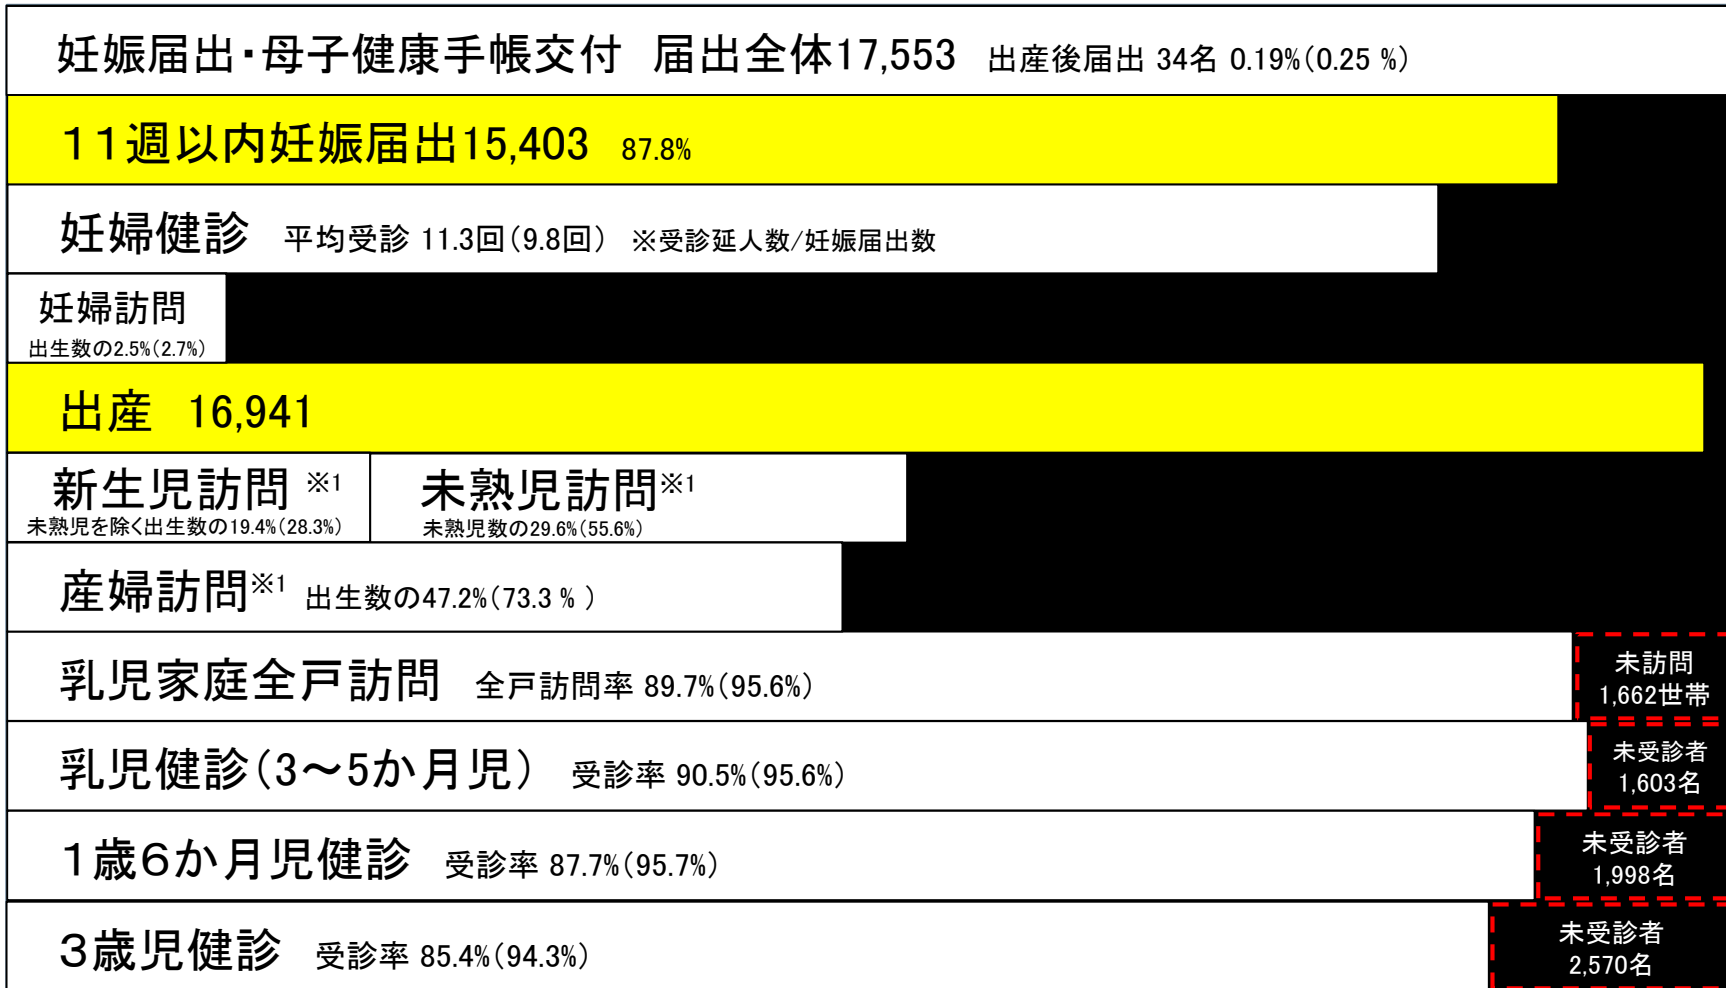 妊娠届出・母子健康手帳交付　届出全体17,553　出産後届出 34名 0.19%(0.25 %)
１１週以内妊娠届出15,403　87.8%
妊婦健診　平均受診 11.3回(9.8回)　※受診延人数/妊娠届出数
妊婦訪問
出生数の2.5%(2.7%)
出産　16,941
新生児訪問 ※1
未熟児を除く出生数の19.4%(28.3%)
未熟児訪問※1
未熟児数の29.6%(55.6%)
産婦訪問※1 出生数の47.2%(73.3 % )
乳児家庭全戸訪問　全戸訪問率 89.7%(95.6%)
未訪問
1,662世帯
乳児健診(3～5か月児)　受診率 90.5%(95.6%)
未受診者
1,603名
１歳６か月児健診　受診率 87.7%(95.7%)
未受診者
1,998名
３歳児健診　受診率 85.4%(94.3%)
未受診者
2,570名